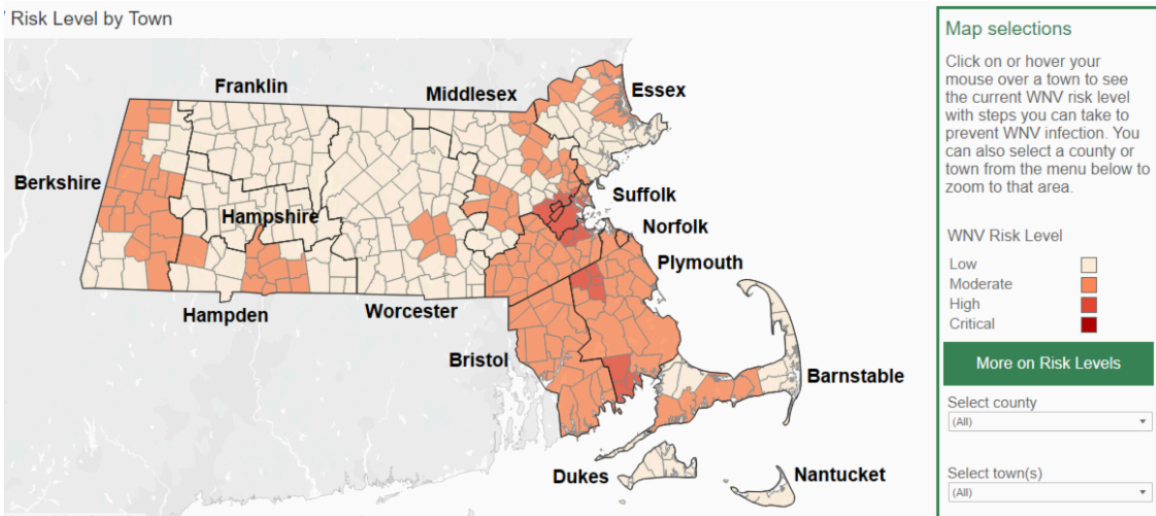 Risk Level by Town
Franklin
Middlesex
Essex
Berkshire
Hampshire
Suffolk
Norfolk
Plymouth
Hampden
Worcester
Bristol
Barnstable
Dukes
Nantucket
Map selections
Click on or hover your
mouse over a town to see
the current WNV risk level
with steps you can take to
prevent WNV infection. You
can also select a county or
town from the menu below to
zoom to that area.
WNV Risk Level
Low
Moderate
High
Critical
More on Risk Levels
Select county
(All)
Select town(s)
(All)